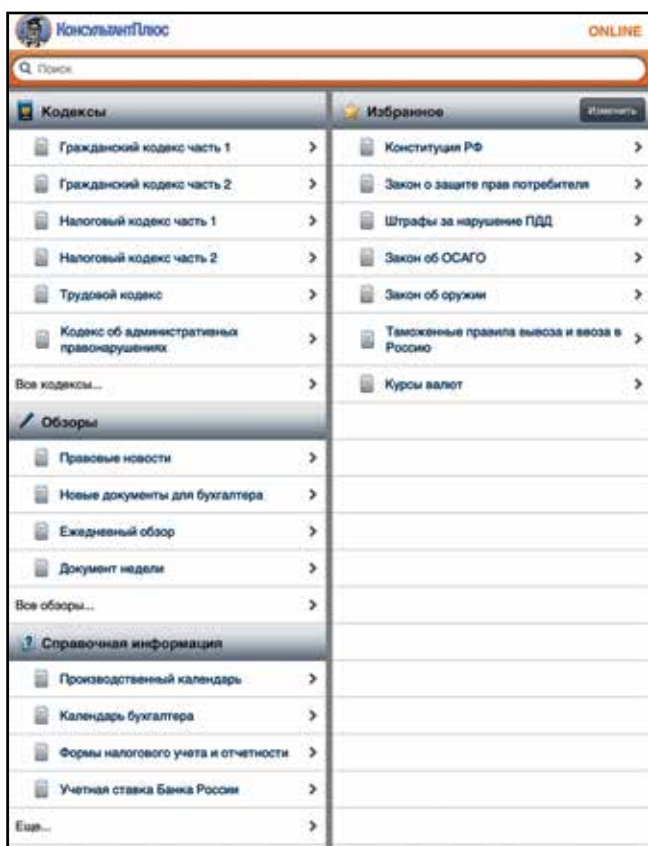 КонсультантПлюс
ONLINE
Поиск
Кодексы
Гражданский кодекс часть 1
Гражданский кодекс часть 2
Налоговый кодекс часть 1
Налоговый кодекс часть 2
Трудовой кодекс
Кодекс об административных
правонарушениях
Все кодексы...
Обзоры
Правовые новости
Новые документы для бухгалтера
Ежедневный обзор
Документ недели
Все обзоры...
Справочная информация
Производственный календарь
Календарь бухгалтера
Формы налогового учета и отчетности
Учетная ставка Банка России
Еще...
Избранное
Изменить
Конституция РФ
Закон о защите прав потребителя
Штрафы за нарушение ПДД
Закон об ОСАГО
Закон об оружии
Таможенные правила вывоза и ввоза в
Россию
Курсы валют